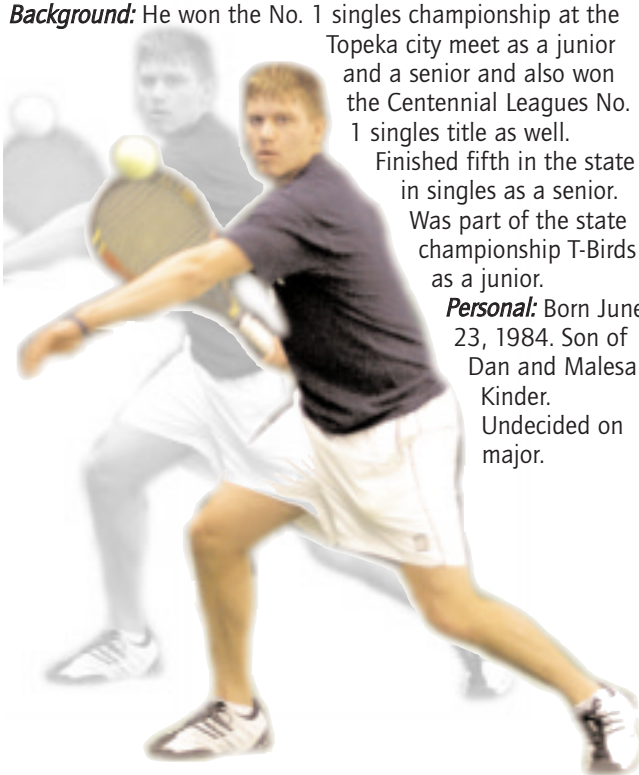 Background: He won the No. 1 singles championship at the
Topeka city meet as a junior
and a senior and also won
the Centennial Leagues No.
1 singles title as well.
Finished fifth in the state
in singles as a senior.
Was part of the state
championship T-Birds
as a junior.
Personal: Born June
23, 1984. Son of
Dan and Malesa
Kinder.
Undecided on
major.